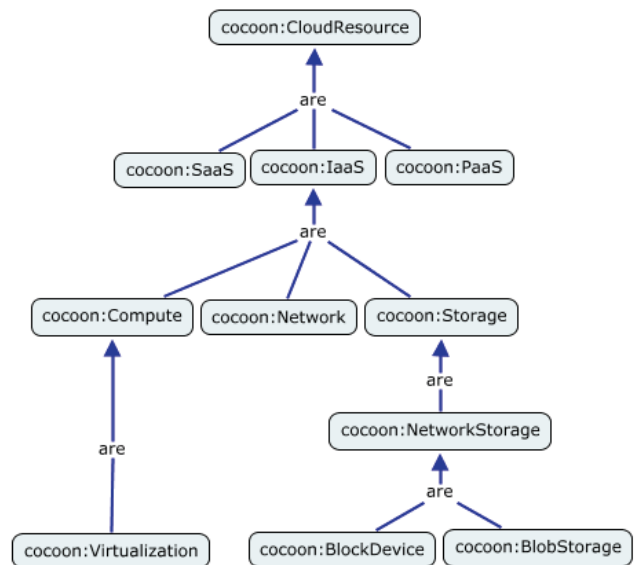 cocoon:CloudResource
are
cocoon:SaaS
cocoon:IaaS
cocoon:PaaS
are
cocoon:Compute
cocoon:Network
cocoon:Storage
are
cocoon:NetworkStorage
are
are
cocoon:Virtualization
cocoon:BlockDevice
cocoon:BlobStorage